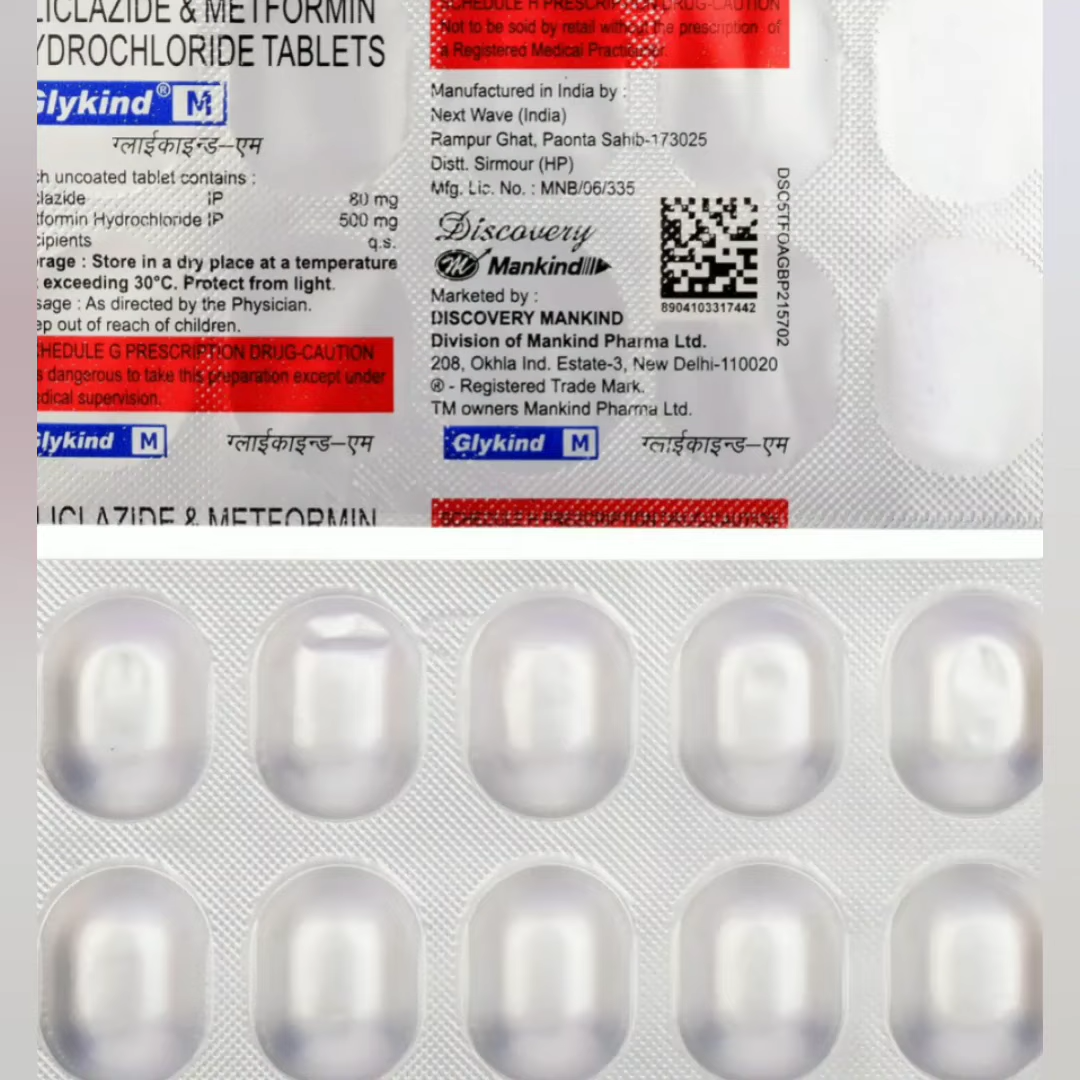 LICLAZIDE & METFORMIN
YDROCHLORIDE TABLETS
Glykind® M
ग्लाईकाइन्ड–एम
ch uncoated tablet contains :
clazide IP 80 mg
tformin Hydrochloride IP 500 mg
cipients q.s.
rage : Store in a dry place at a temperature
exceeding 30°C. Protect from light.
sage : As directed by the Physician.
ep out of reach of children.
HEDULE G PRESCRIPTION DRUG-CAUTION
s dangerous to take this preparation except under
dical supervision.
Glykind M ग्लाईकाइन्ड–एम
LICLAZIDE & METFORMIN
SCHEDULE H PRESCRIPTION DRUG-CAUTION
Not to be sold by retail without the prescription of
a Registered Medical Practitioner.
Manufactured in India by :
Next Wave (India)
Rampur Ghat, Paonta Sahib-173025
Distt. Sirmour (HP)
Mfg. Lic. No. : MNB/06/335
Discovery
Mankind
8904103317442
DSC5TFOAGBP215702
Marketed by :
DISCOVERY MANKIND
Division of Mankind Pharma Ltd.
208, Okhla Ind. Estate-3, New Delhi-110020
® - Registered Trade Mark.
TM owners Mankind Pharma Ltd.
Glykind M ग्लाईकाइन्ड–एम
SCHEDULE H PRESCRIPTION DRUG-CAUTION